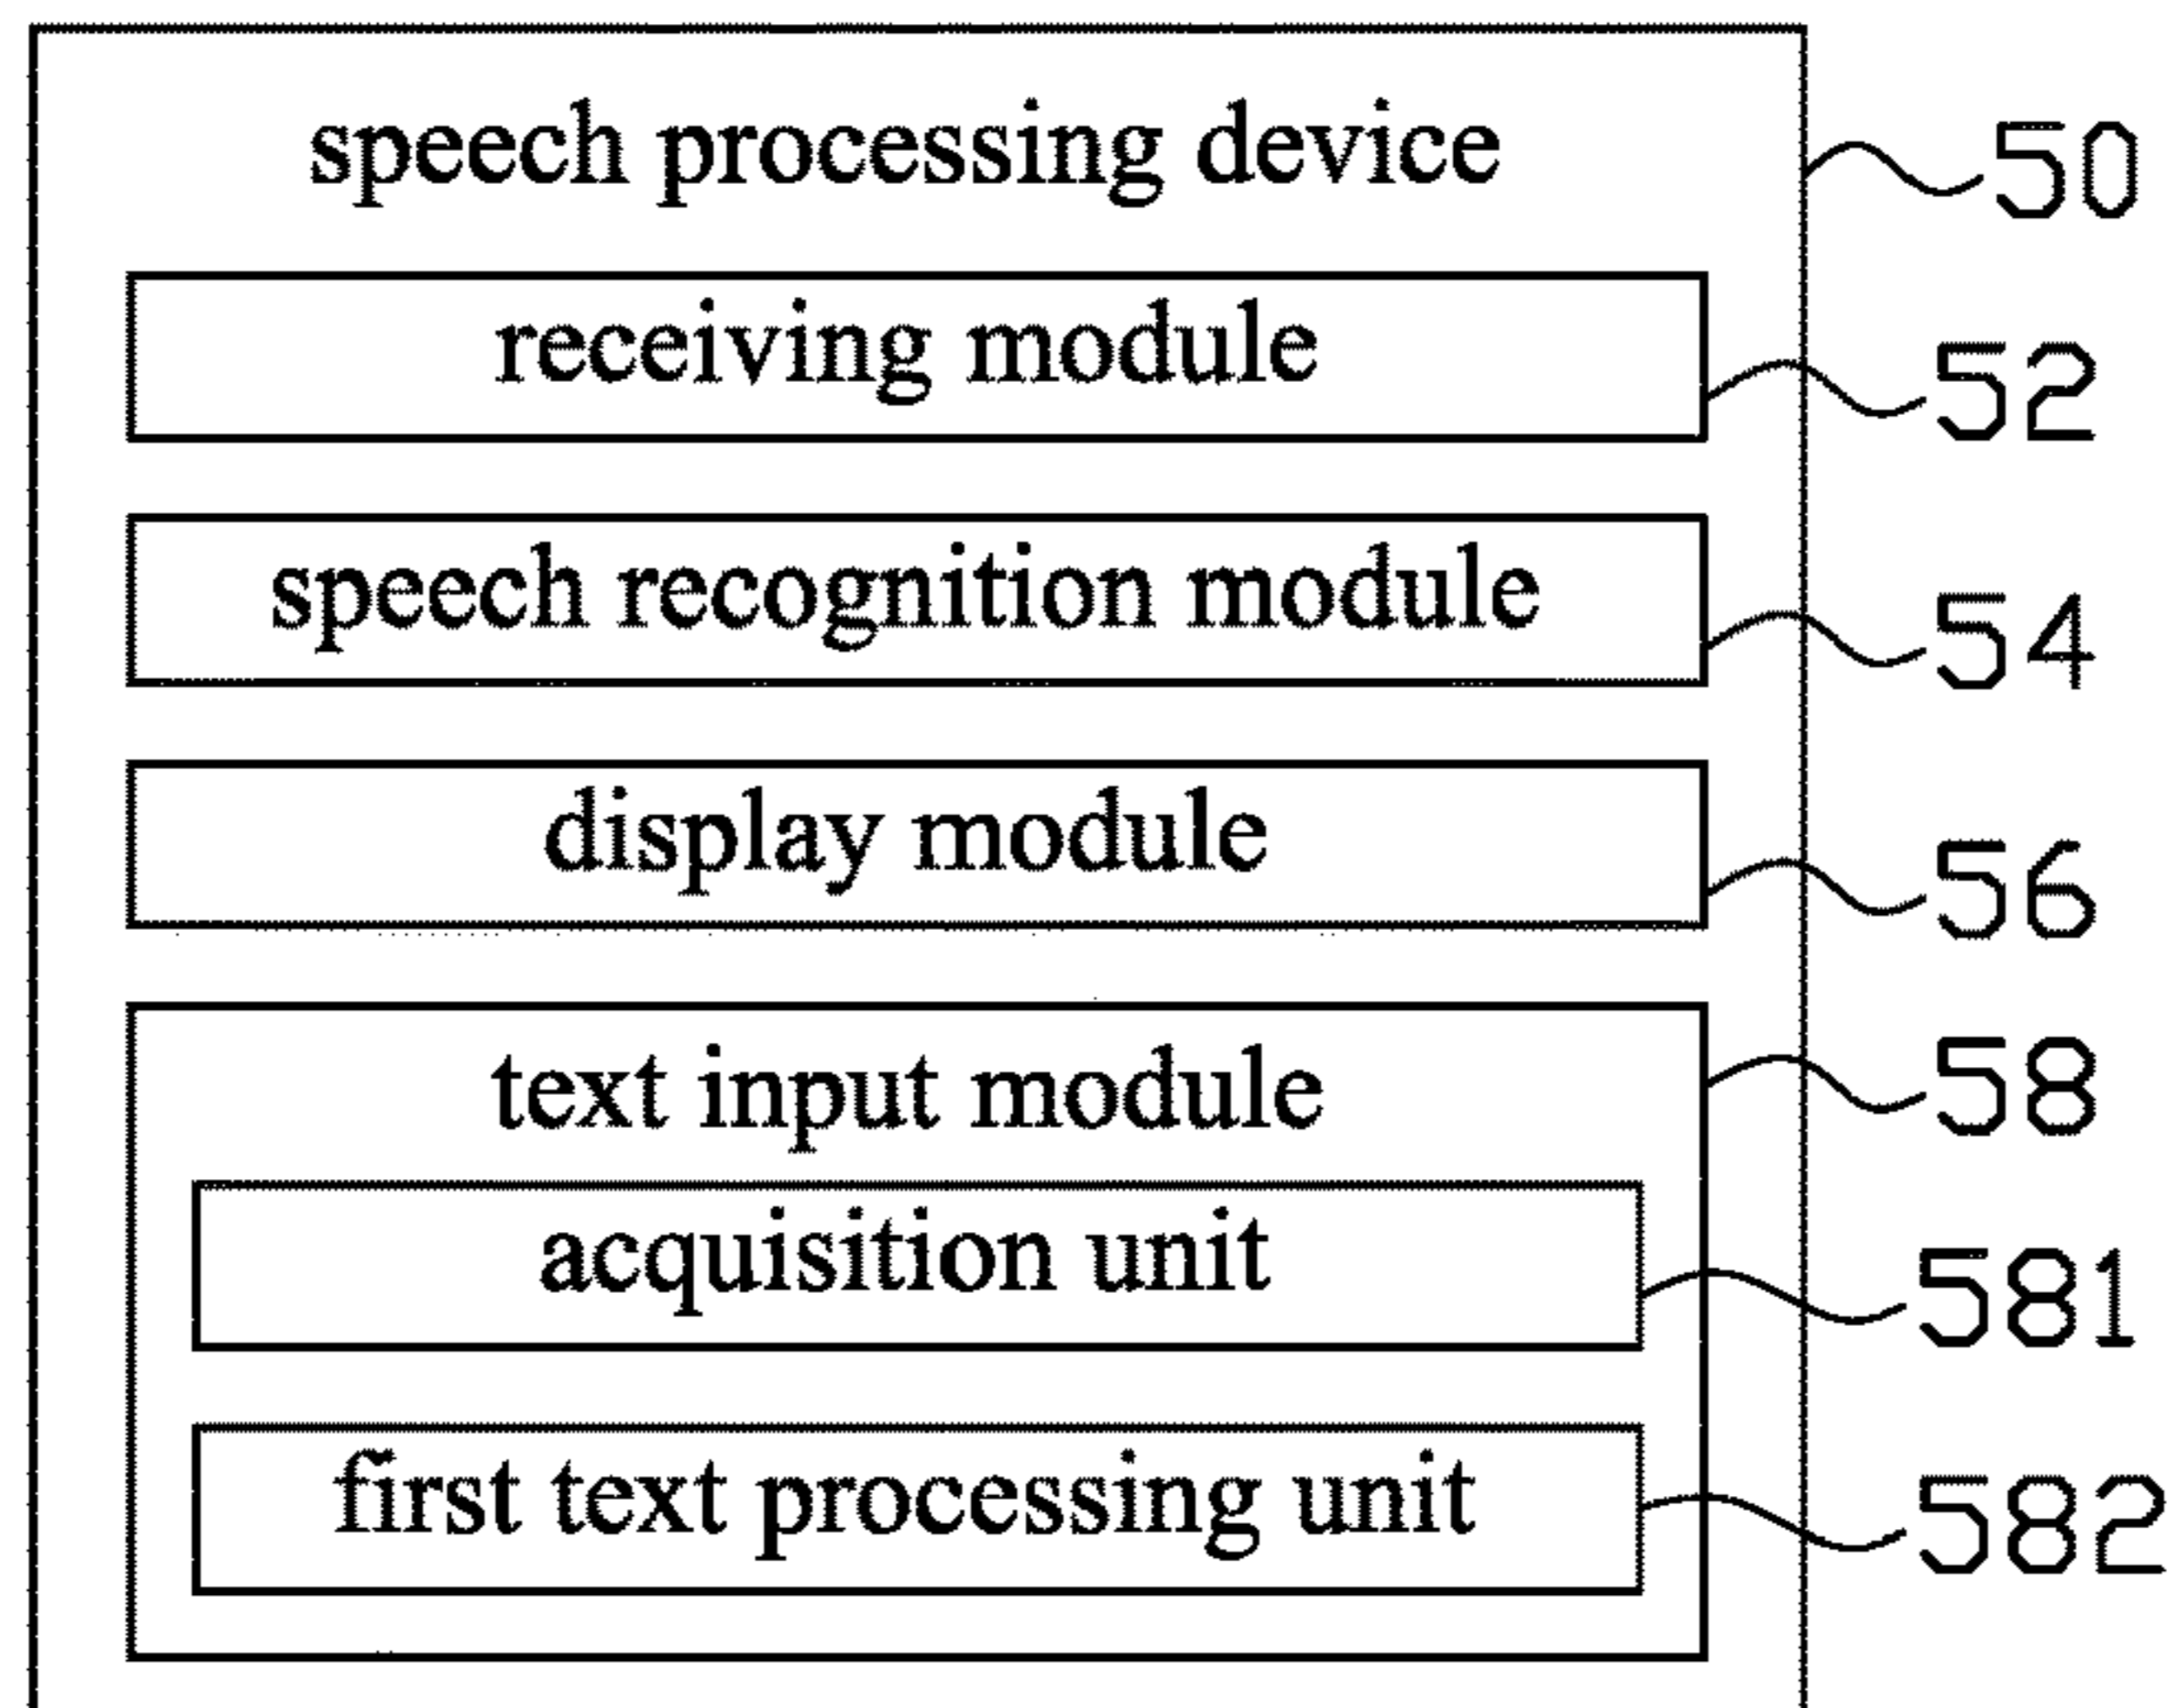 speech processing device 50
receiving module 52
speech recognition module 54
display module 56
text input module 58
acquisition unit 581
first text processing unit 582